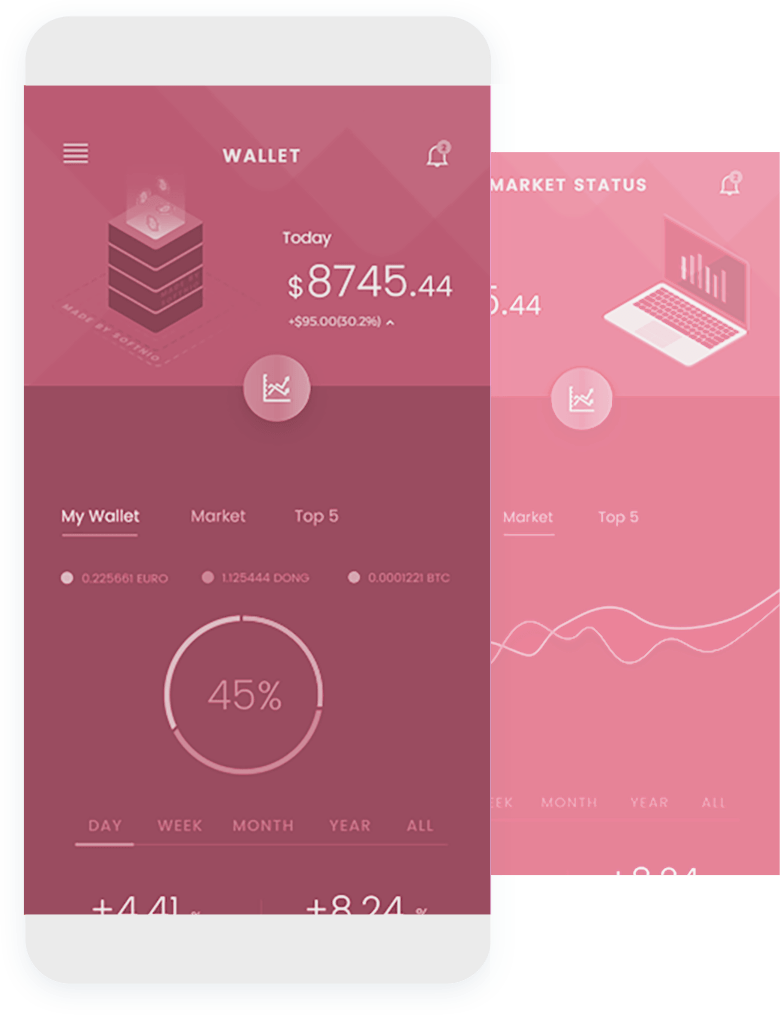 WALLET
2
Today
$8745.44
+$95.00(30.2%)
MADE BY SOFTNIO
My Wallet Market Top 5
0.225661 EURO 1.125444 DONG 0.0001221 BTC
45%
DAY WEEK MONTH YEAR ALL
+4.41 % +8.24 %
MARKET STATUS
2
5.44
Market Top 5
EEK MONTH YEAR ALL
+8.24